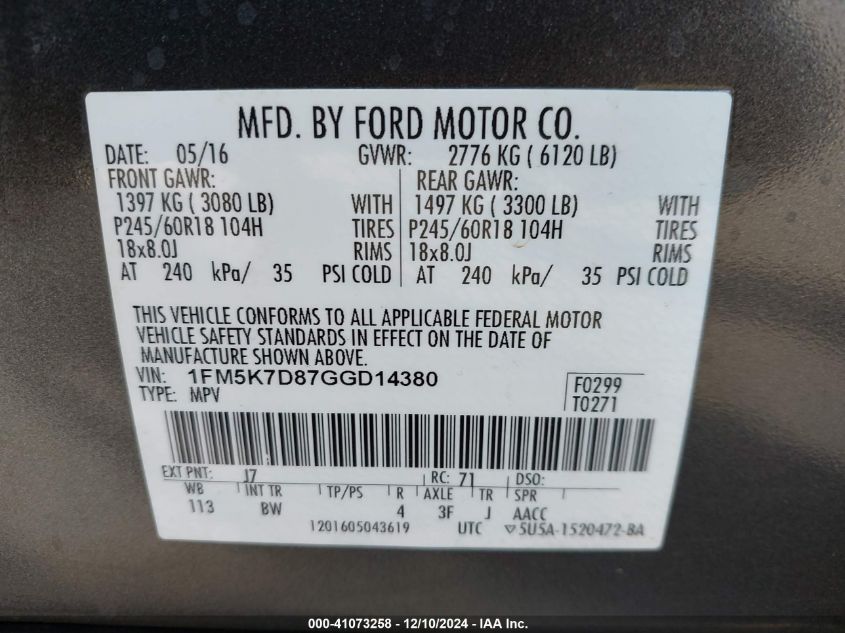 MFD. BY FORD MOTOR CO.
DATE: 05/16 GVWR: 2776 KG ( 6120 LB)
FRONT GAWR: REAR GAWR:
1397 KG ( 3080 LB) WITH 1497 KG ( 3300 LB) WITH
P245/60R18 104H TIRES P245/60R18 104H TIRES
18x8.0J RIMS 18x8.0J RIMS
AT 240 kPa/ 35 PSI COLD AT 240 kPa/ 35 PSI COLD
THIS VEHICLE CONFORMS TO ALL APPLICABLE FEDERAL MOTOR
VEHICLE SAFETY STANDARDS IN EFFECT ON THE DATE OF
MANUFACTURE SHOWN ABOVE.
VIN: 1FM5K7D87GGD14380 F0299
TYPE: MPV T0271
EXT PNT: J7 RC: 71 DSO:
WB INT TR TP/PS R AXLE TR SPR
113 BW 4 3F J AACC
1201605043619 UTC ▽5U5A-1520472-BA
000-41073258 - 12/10/2024 - IAA Inc.